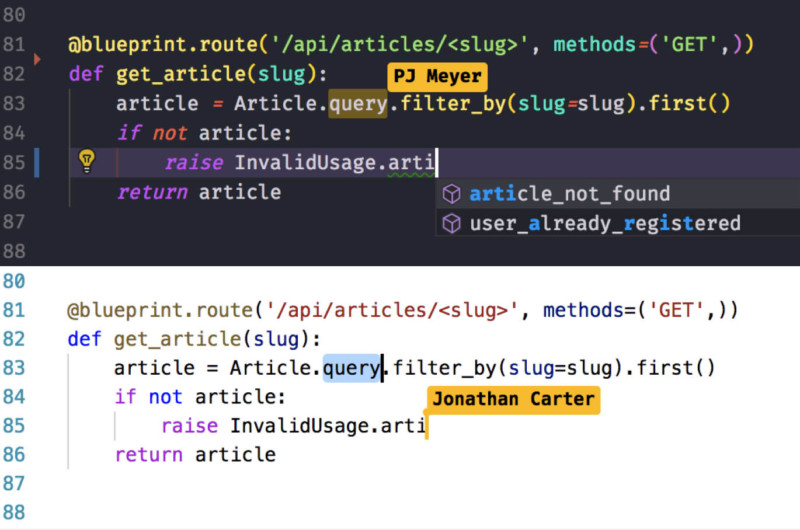 80
81 @blueprint.route('/api/articles/<slug>', methods=('GET',))
82 def get_article(slug):
PJ Meyer
83 article = Article.query.filter_by(slug=slug).first()
84 if not article:
85 raise InvalidUsage.arti
86 return article
article_not_found
87
user_already_registered
88
80
81 @blueprint.route('/api/articles/<slug>', methods=('GET',))
82 def get_article(slug):
83 article = Article.query.filter_by(slug=slug).first()
84 if not article:
Jonathan Carter
85 raise InvalidUsage.arti
86 return article
87
88